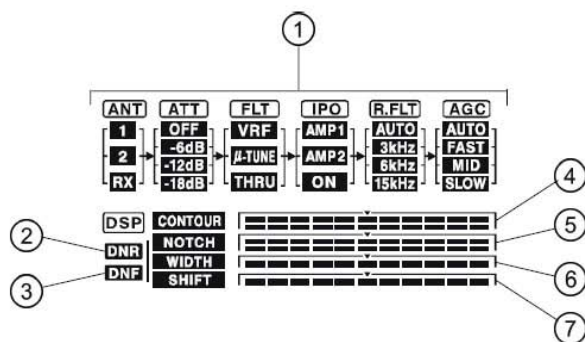 1
ANT ATT FLT IPO R.FLT AGC
1 OFF VRF AMP1 AUTO AUTO
-6dB 3kHz FAST
2 μ-TUNE AMP2
-12dB 6kHz MID
RX -18dB THRU ON 15kHz SLOW
4
DSP CONTOUR
5
2 DNR NOTCH
WIDTH
6
3 DNF SHIFT
7